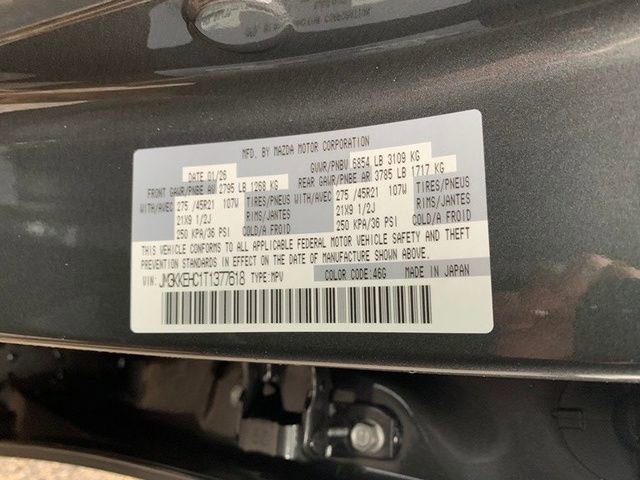 MFD. BY MAZDA MOTOR CORPORATION
DATE 01/26 GVWR/PNBV 6854 LB 3109 KG
FRONT GAWR/PNBE AV 2795 LB 1268 KG REAR GAWR/PNBE AR 3785 LB 1717 KG
WITH/AVEC 275 /45R21 107W TIRES/PNEUS WITH/AVEC 275 /45R21 107W TIRES/PNEUS
21X9 1/2J RIMS/JANTES 21X9 1/2J RIMS/JANTES
250 KPA/36 PSI COLD/A FROID 250 KPA/36 PSI COLD/A FROID
THIS VEHICLE CONFORMS TO ALL APPLICABLE FEDERAL MOTOR VEHICLE SAFETY AND THEFT
PREVENTION STANDARDS IN EFFECT ON THE DATE OF MANUFACTURE SHOWN ABOVE.
VIN: JM3KKEHC1T1377618 TYPE: MPV COLOR CODE: 46G MADE IN JAPAN